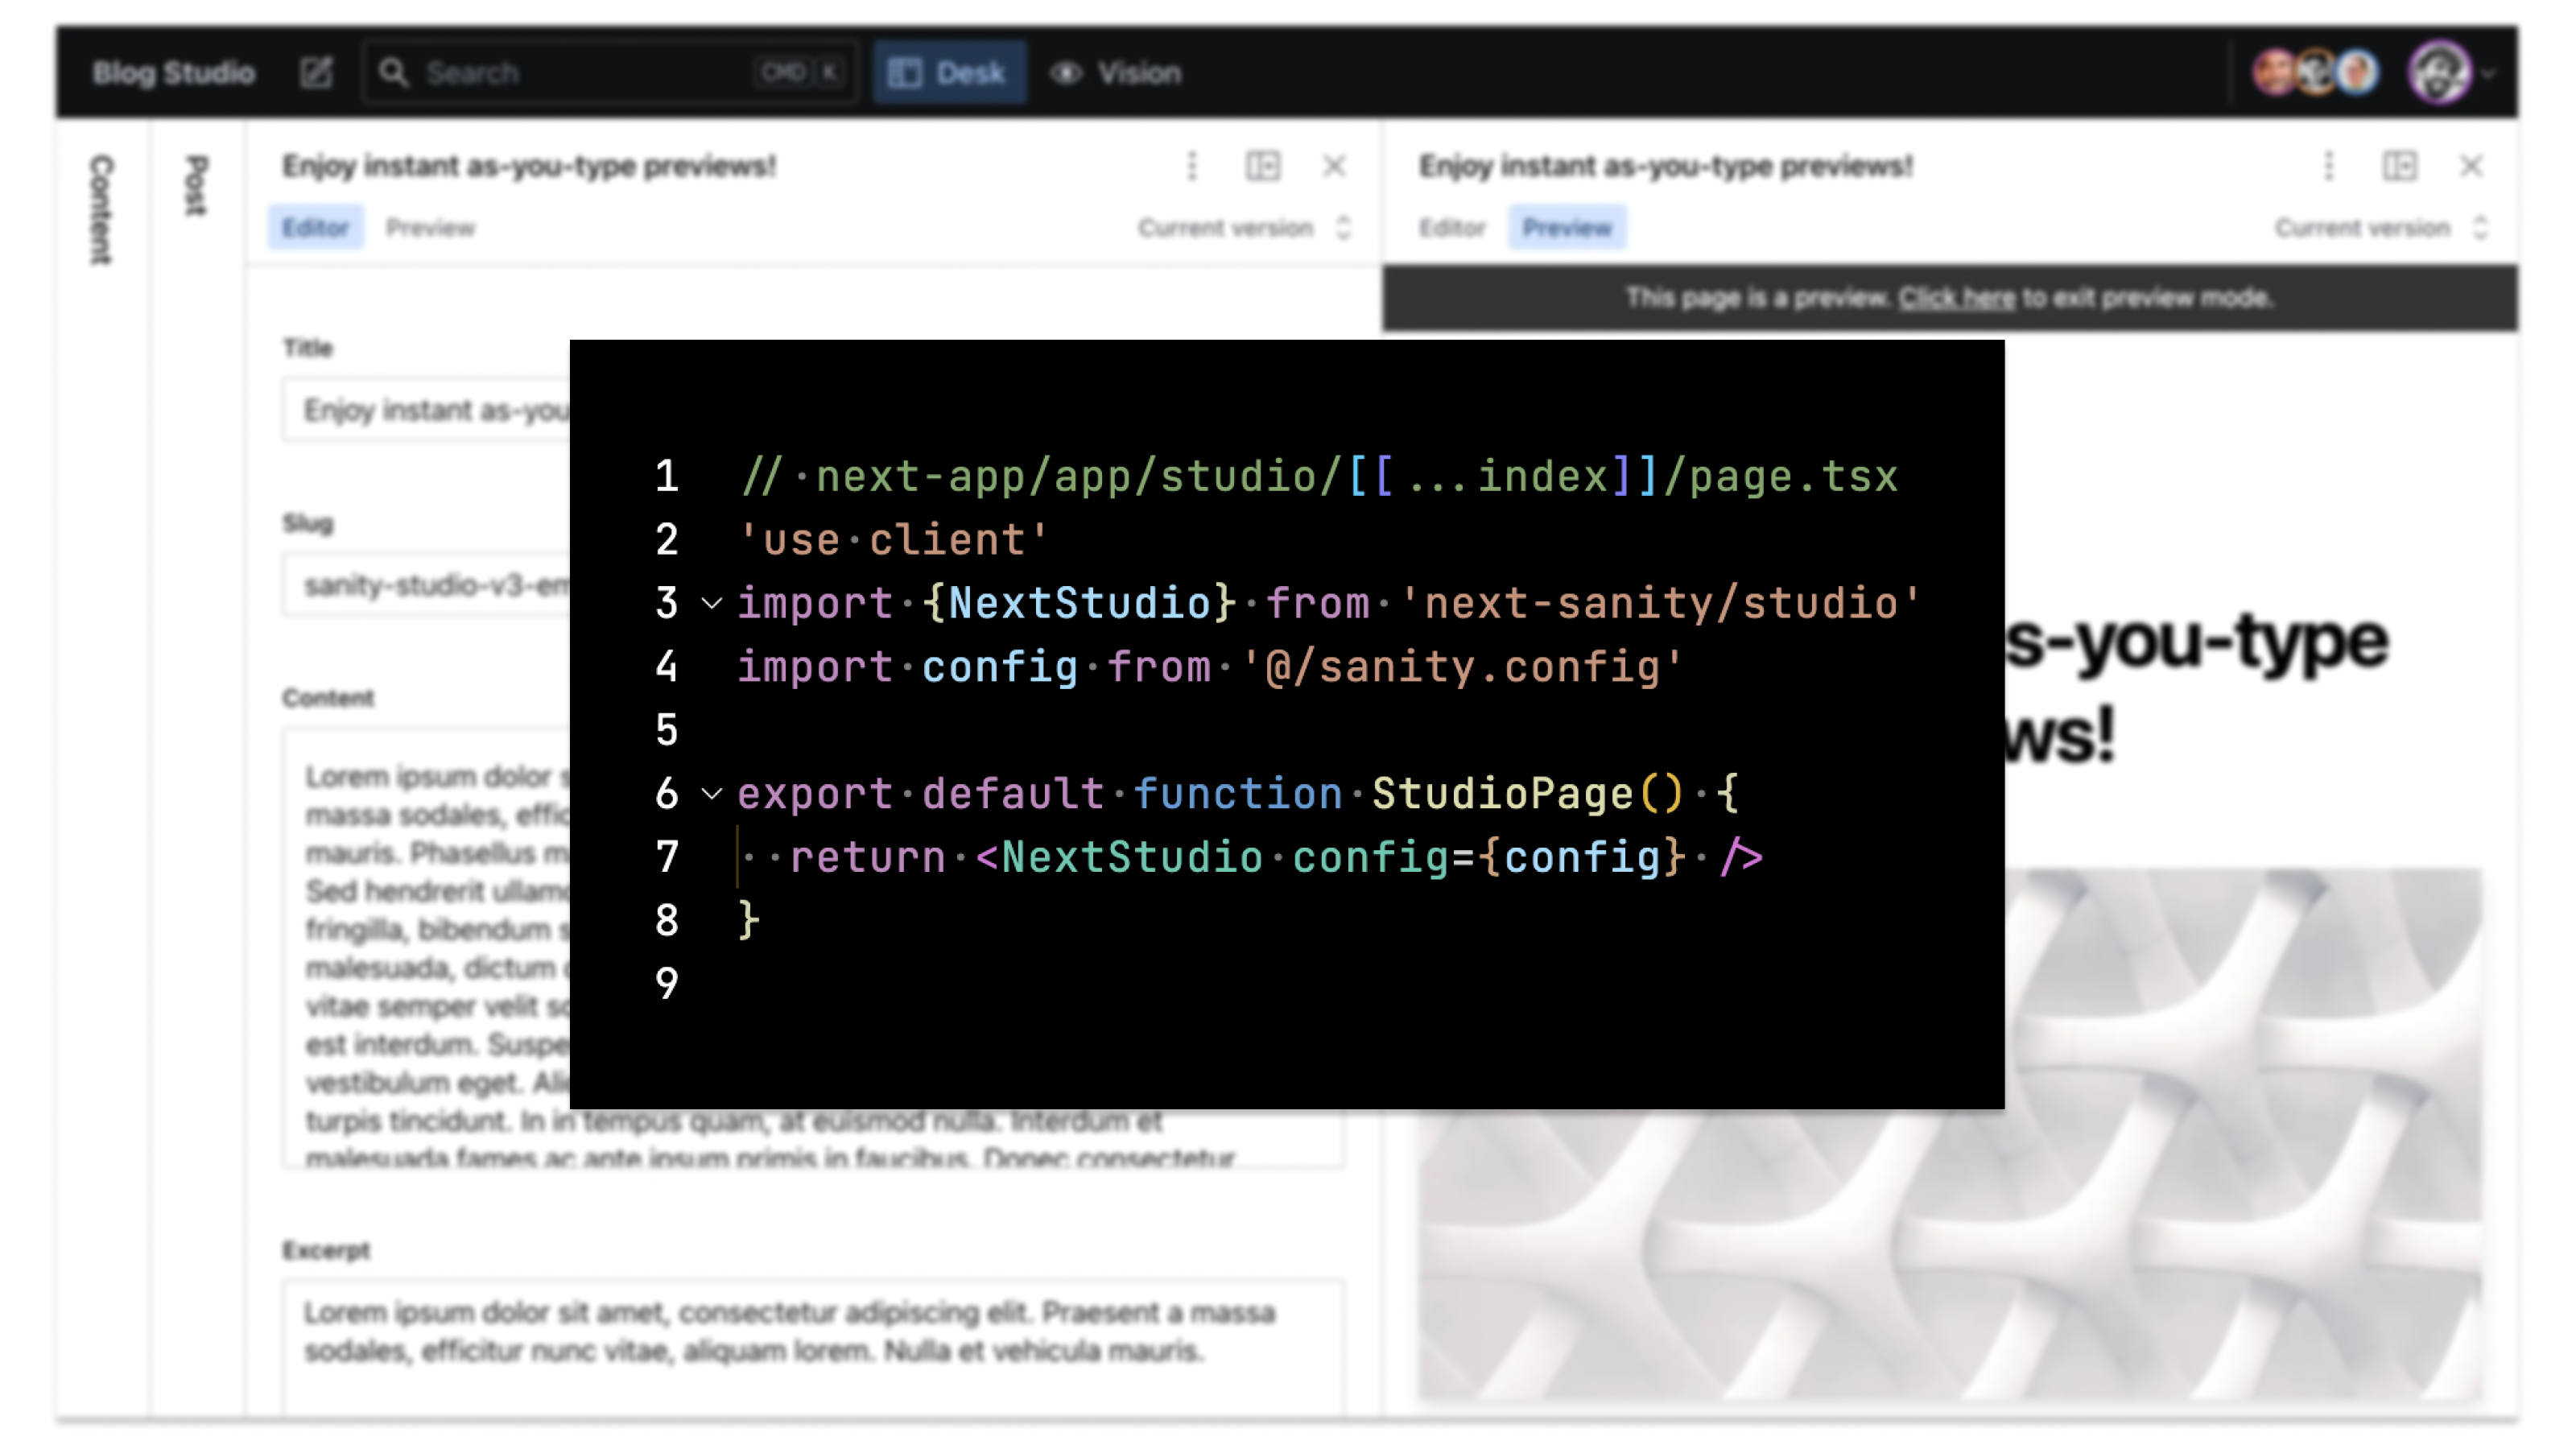 Blog Studio
Search
CMD K
Desk
Vision
Content
Post
Enjoy instant as-you-type previews!
Editor Preview
Current version
Title
Enjoy instant as-you
Slug
sanity-studio-v3-em
Content
Lorem ipsum dolor s
massa sodales, effic
mauris. Phasellus m
Sed hendrerit ullamc
fringilla, bibendum s
malesuada, dictum
vitae semper velit sc
est interdum. Suspe
vestibulum eget. Alie
turpis tincidunt. In in tempus quam, at euismod nulla. Interdum et
malesuada fames ac ante ipsum primis in faucibus. Donec consectetur
Excerpt
Lorem ipsum dolor sit amet, consectetur adipiscing elit. Praesent a massa
sodales, efficitur nunc vitae, aliquam lorem. Nulla et vehicula mauris.
Enjoy instant as-you-type previews!
Editor Preview
Current version
This page is a preview. Click here to exit preview mode.
s-you-type
ws!
1 // next-app/app/studio/[[...index]]/page.tsx
2 'use client'
3 import {NextStudio} from 'next-sanity/studio'
4 import config from '@/sanity.config'
5
6 export default function StudioPage() {
7   return <NextStudio config={config} />
8 }
9